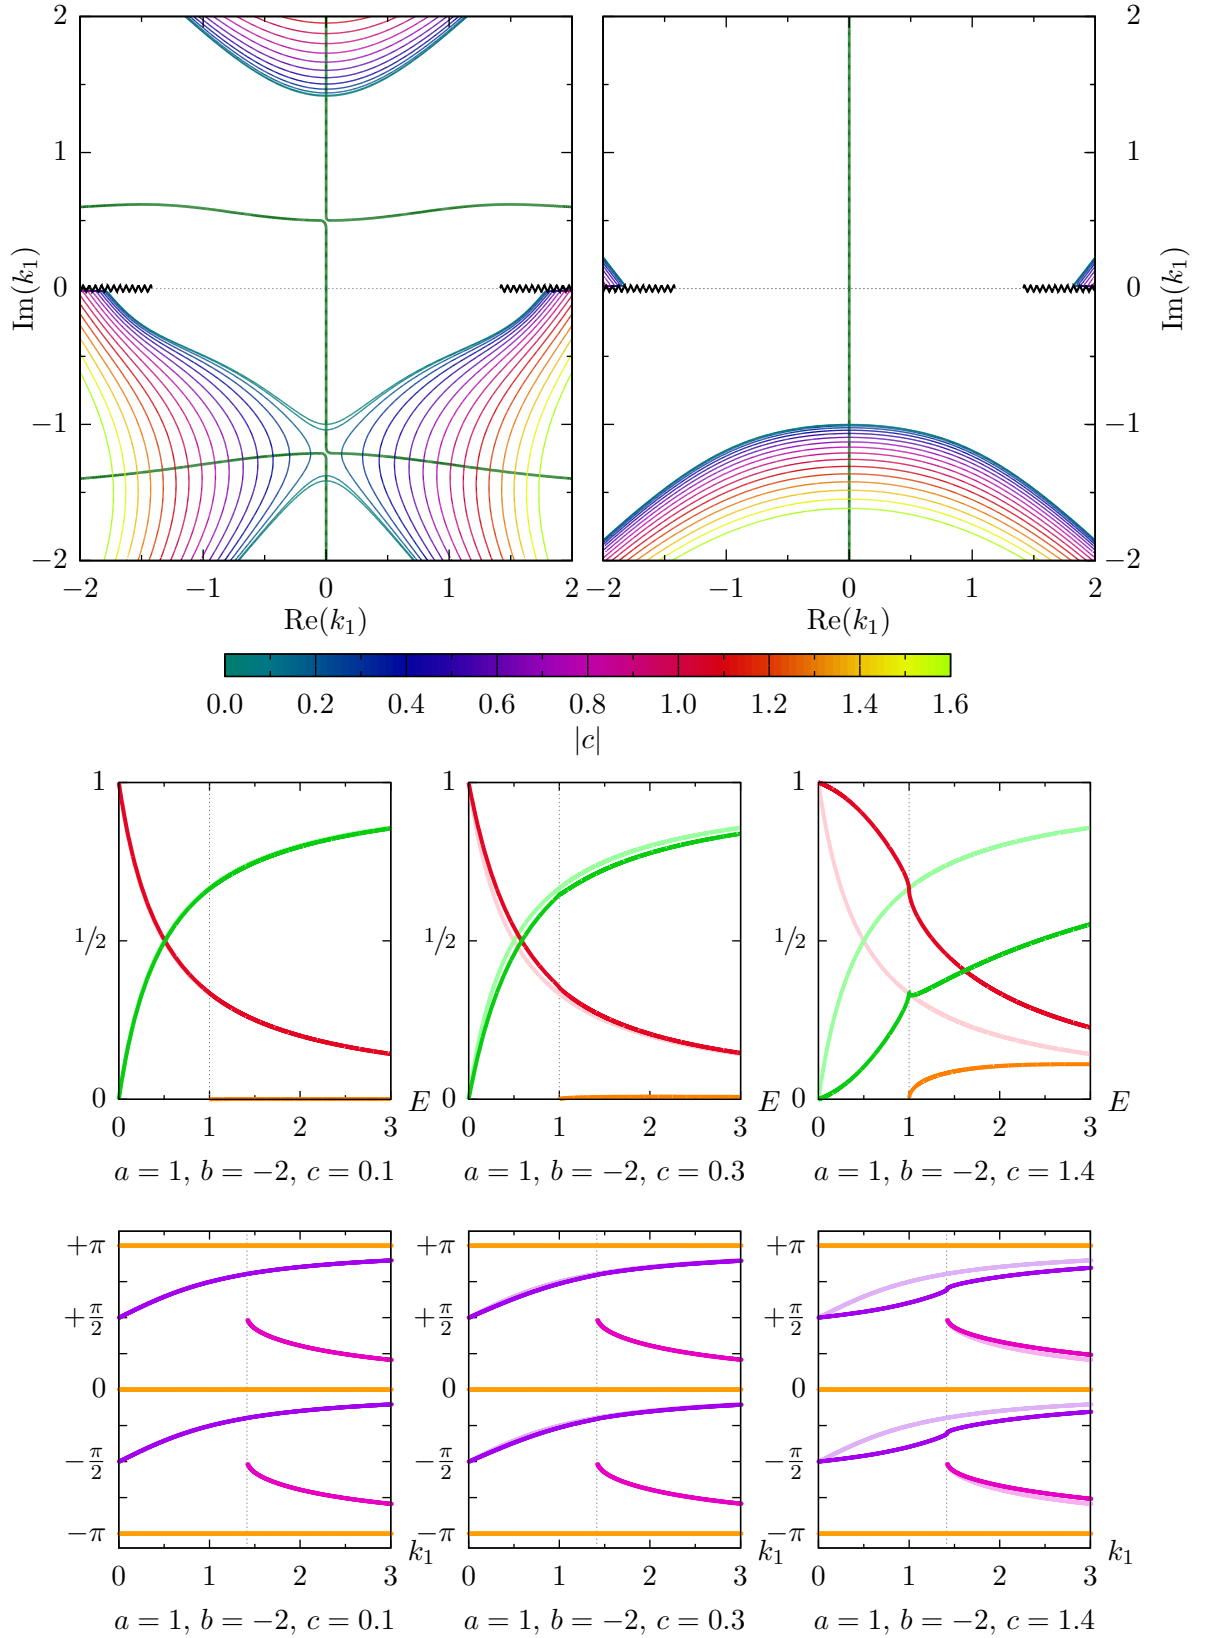 2
2
1
1
0
0
−1
−1
−2
−2
Im(k₁)
Im(k₁)
−2 −1 0 1 2 −2 −1 0 1 2
Re(k₁) Re(k₁)
0.0 0.2 0.4 0.6 0.8 1.0 1.2 1.4 1.6
|c|
1
1
1
1/2
1/2
1/2
0
0
0
E
E
E
0 1 2 3
0 1 2 3
0 1 2 3
a = 1, b = −2, c = 0.1
a = 1, b = −2, c = 0.3
a = 1, b = −2, c = 1.4
+π
+π/2
0
−π/2
−π
k₁
+π
+π/2
0
−π/2
−π
k₁
+π
+π/2
0
−π/2
−π
k₁
0 1 2 3
0 1 2 3
0 1 2 3
a = 1, b = −2, c = 0.1
a = 1, b = −2, c = 0.3
a = 1, b = −2, c = 1.4